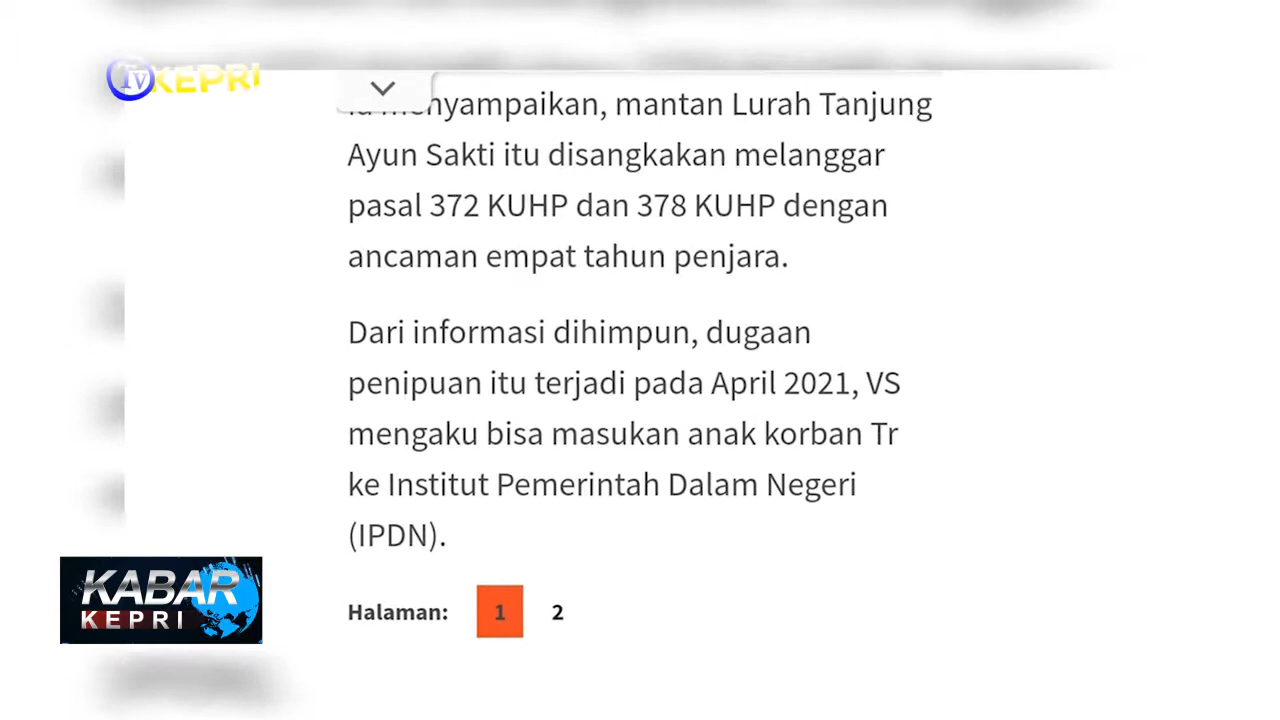 TV KEPRI
menyampaikan, mantan Lurah Tanjung
Ayun Sakti itu disangkakan melanggar
pasal 372 KUHP dan 378 KUHP dengan
ancaman empat tahun penjara.
Dari informasi dihimpun, dugaan
penipuan itu terjadi pada April 2021, VS
mengaku bisa masukan anak korban Tr
ke Institut Pemerintah Dalam Negeri
(IPDN).
KABAR
KEPRI
Halaman: 1 2